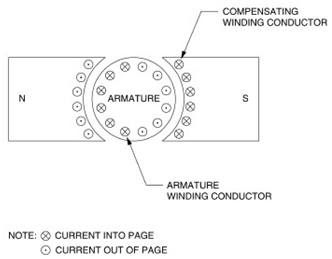 COMPENSATING
WINDING CONDUCTOR
N
ARMATURE
S
ARMATURE
WINDING CONDUCTOR
NOTE: ⊗ CURRENT INTO PAGE
⊙ CURRENT OUT OF PAGE